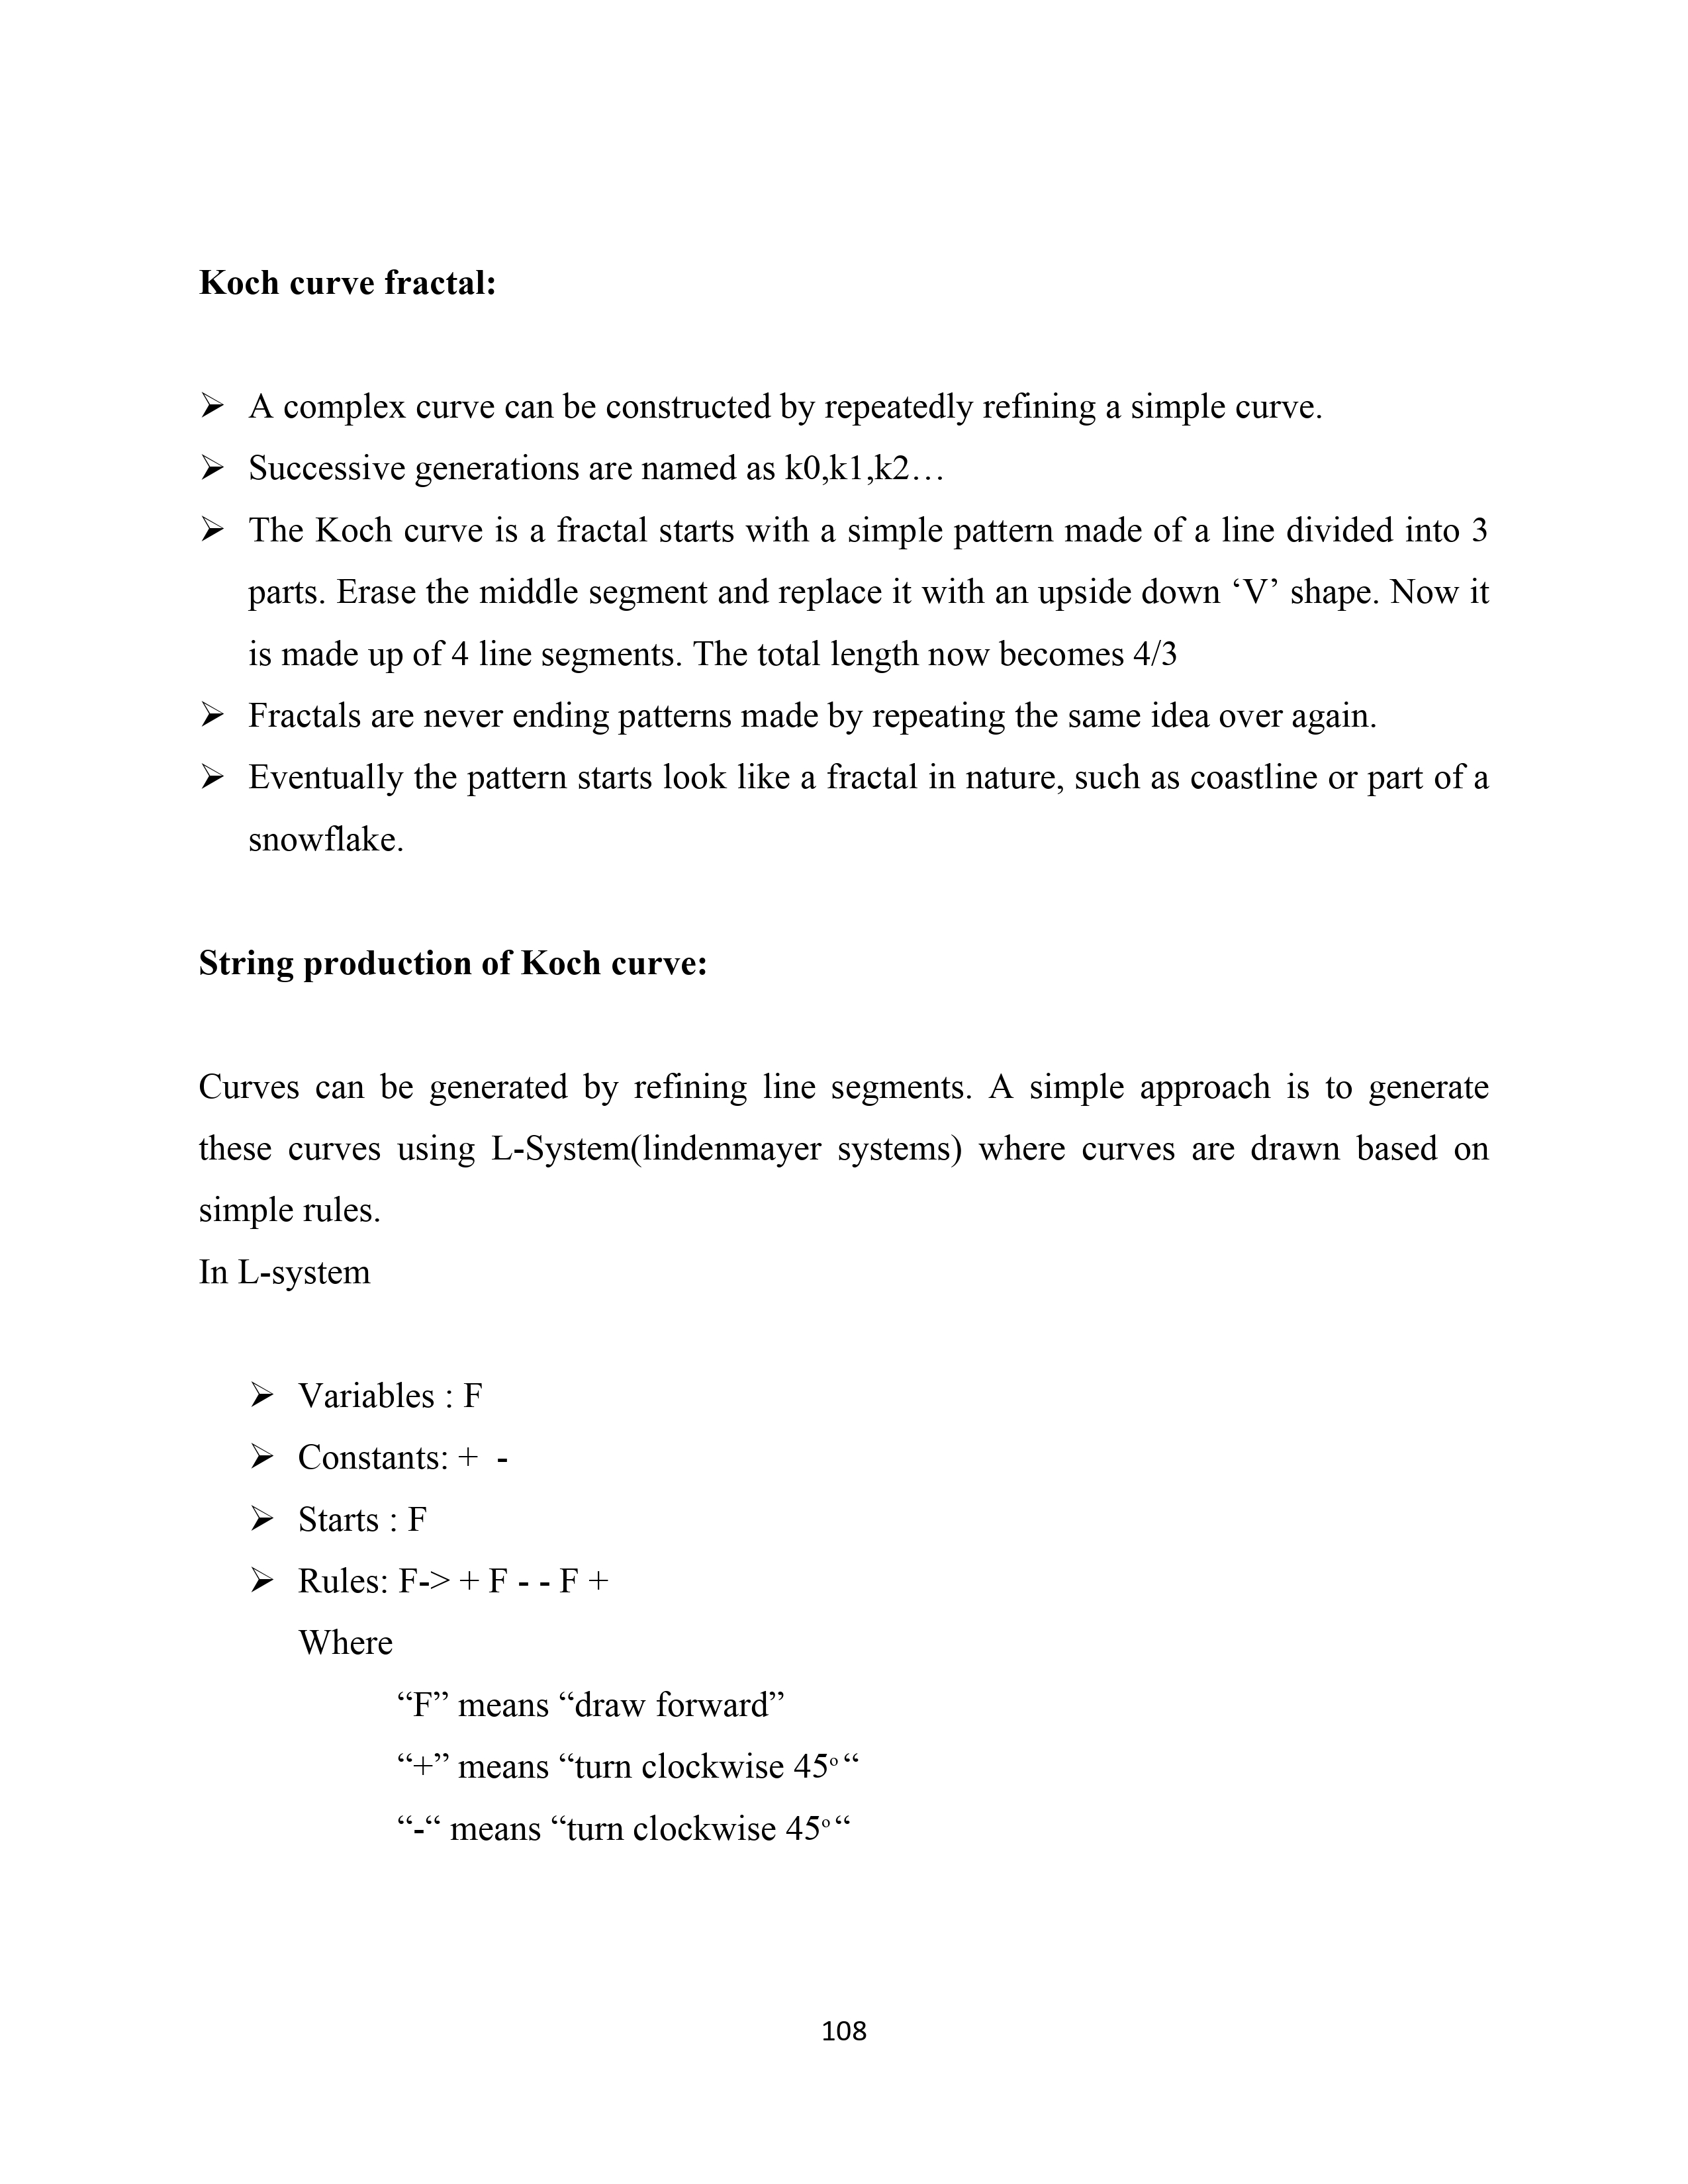 Koch curve fractal:
➢ A complex curve can be constructed by repeatedly refining a simple curve.
➢ Successive generations are named as k0,k1,k2…
➢ The Koch curve is a fractal starts with a simple pattern made of a line divided into 3
parts. Erase the middle segment and replace it with an upside down ‘V’ shape. Now it
is made up of 4 line segments. The total length now becomes 4/3
➢ Fractals are never ending patterns made by repeating the same idea over again.
➢ Eventually the pattern starts look like a fractal in nature, such as coastline or part of a
snowflake.
String production of Koch curve:
Curves can be generated by refining line segments. A simple approach is to generate
these curves using L-System(lindenmayer systems) where curves are drawn based on
simple rules.
In L-system
➢ Variables : F
➢ Constants: + -
➢ Starts : F
➢ Rules: F-> + F - - F +
Where
“F” means “draw forward”
“+” means “turn clockwise 45º “
“-“ means “turn clockwise 45º “
108